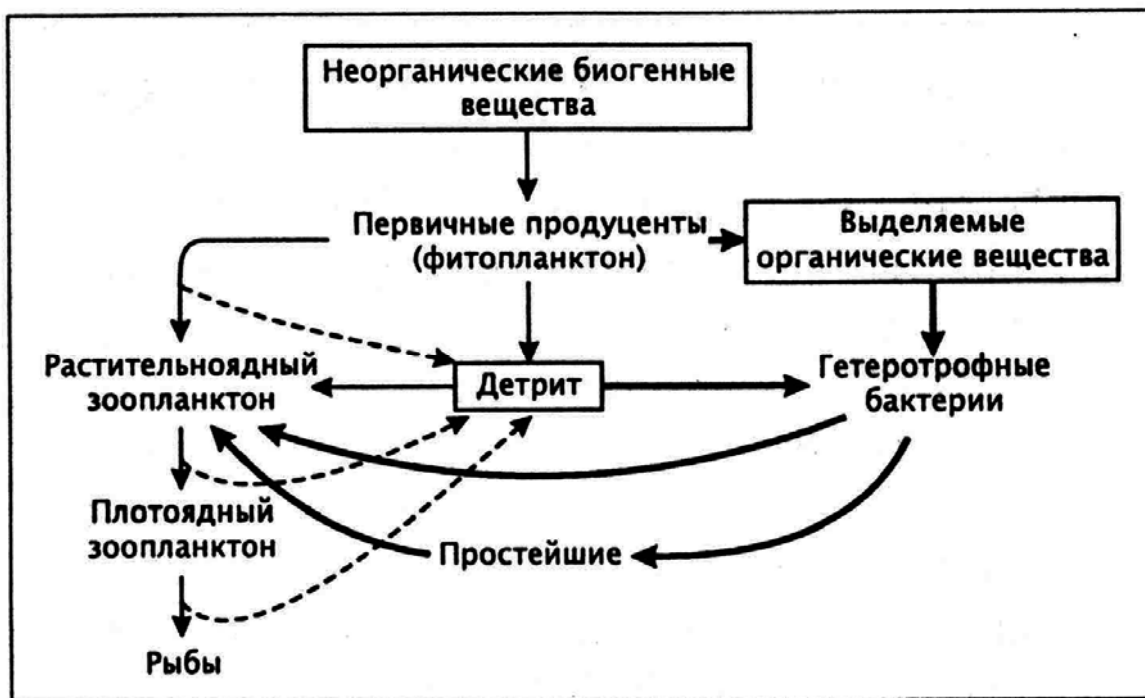 Неорганические биогенные
вещества
Первичные продуценты
(фитопланктон)
Выделяемые
органические вещества
Растительноядный
зоопланктон
Детрит
Гетеротрофные
бактерии
Плотоядный
зоопланктон
Простейшие
Рыбы